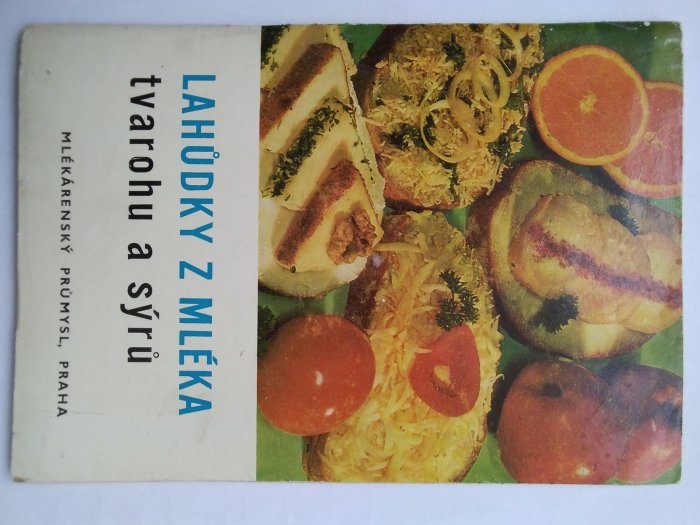 LAHŮDKY Z MLÉKA
tvarohu a sýrů
MLÉKÁRENSKÝ PRŮMYSL, PRAHA